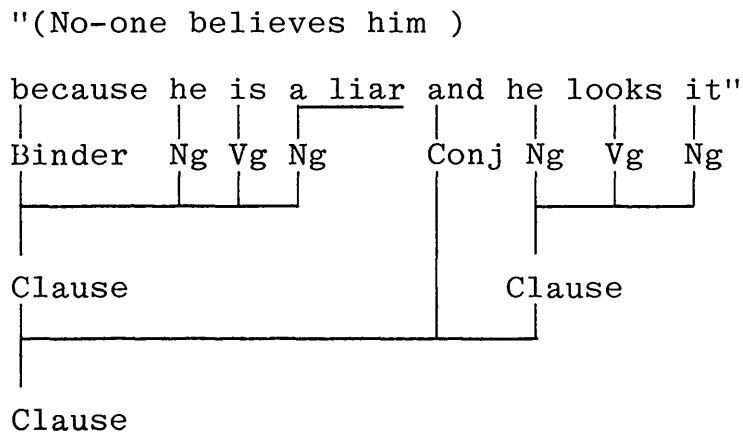 "(No-one believes him )
because he is a liar and he looks it"
Binder Ng Vg Ng Conj Ng Vg Ng
Clause Clause
Clause